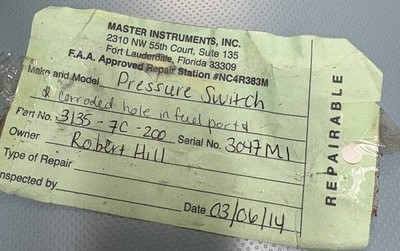 MASTER INSTRUMENTS, INC.
2310 NW 55th Court, Suite 135
Fort Lauderdale, Florida 33309
F.A.A. Approved Repair Station #NC4R383M
Make and Model Pressure Switch
& corroded hole in fuel port &
Part No. 3135-7C-200 Serial No. 3047M1
Owner Robert Hill
Type of Repair
nspected by
Date 03/06/14
REPAIRABLE